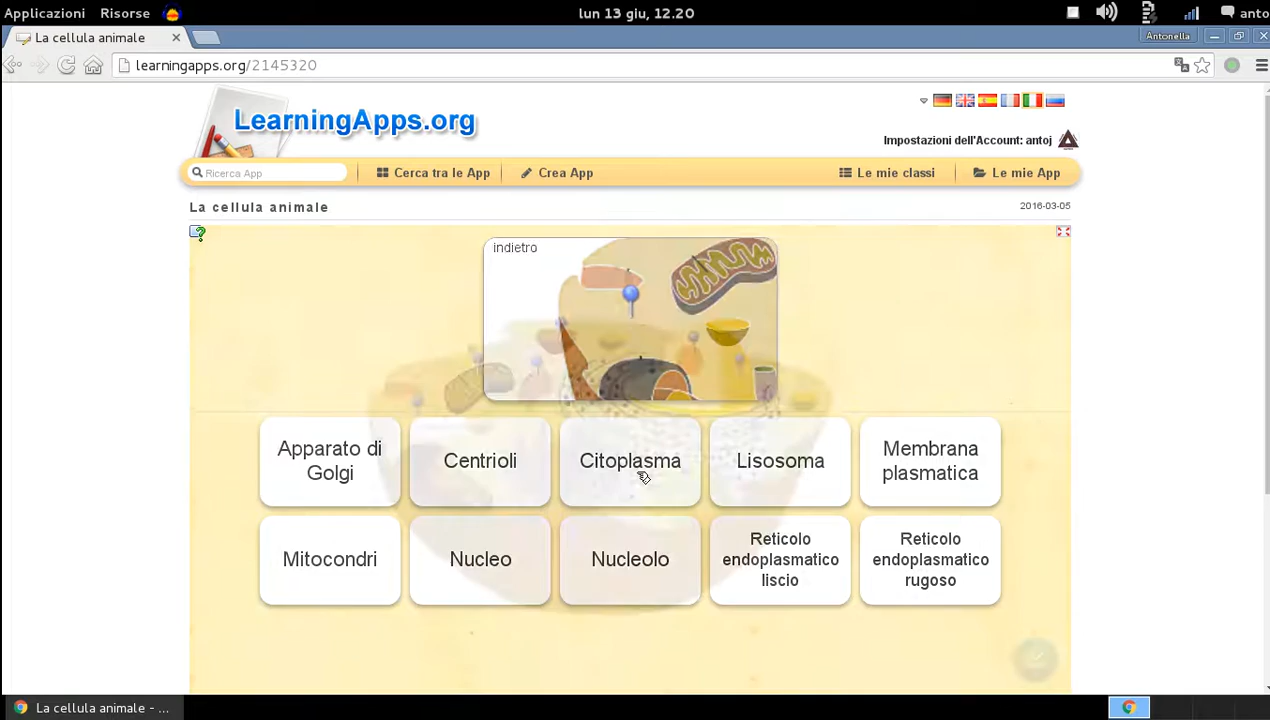 Applicazioni Risorse lun 13 giu, 12.20 anto
La cellula animale Antonella
learningapps.org/2145320
LearningApps.org
Impostazioni dell'Account: antoj
Ricerca App Cerca tra le App Crea App Le mie classi Le mie App
La cellula animale 2016-03-05
indietro
Apparato di
Golgi
Centrioli
Citoplasma
Lisosoma
Membrana
plasmatica
Mitocondri
Nucleo
Nucleolo
Reticolo
endoplasmatico
liscio
Reticolo
endoplasmatico
rugoso
La cellula animale - ...